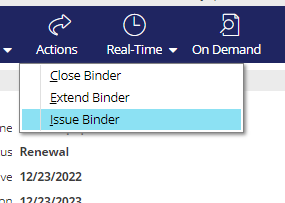 Actions Real-Time On Demand
Close Binder
Extend Binder
Issue Binder
Renewal
12/23/2022
12/23/2023